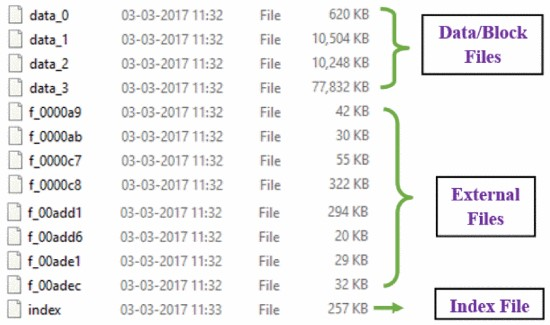 data_0 03-03-2017 11:32 File 620 KB
data_1 03-03-2017 11:32 File 10,504 KB
data_2 03-03-2017 11:32 File 10,248 KB
data_3 03-03-2017 11:32 File 77,832 KB
Data/Block
Files
f_0000a9 03-03-2017 11:32 File 42 KB
f_0000ab 03-03-2017 11:32 File 30 KB
f_0000c7 03-03-2017 11:32 File 55 KB
f_0000c8 03-03-2017 11:32 File 322 KB
f_00add1 03-03-2017 11:32 File 294 KB
f_00add6 03-03-2017 11:32 File 20 KB
f_00ade1 03-03-2017 11:32 File 29 KB
f_00adec 03-03-2017 11:32 File 32 KB
External
Files
index 03-03-2017 11:33 File 257 KB
Index File